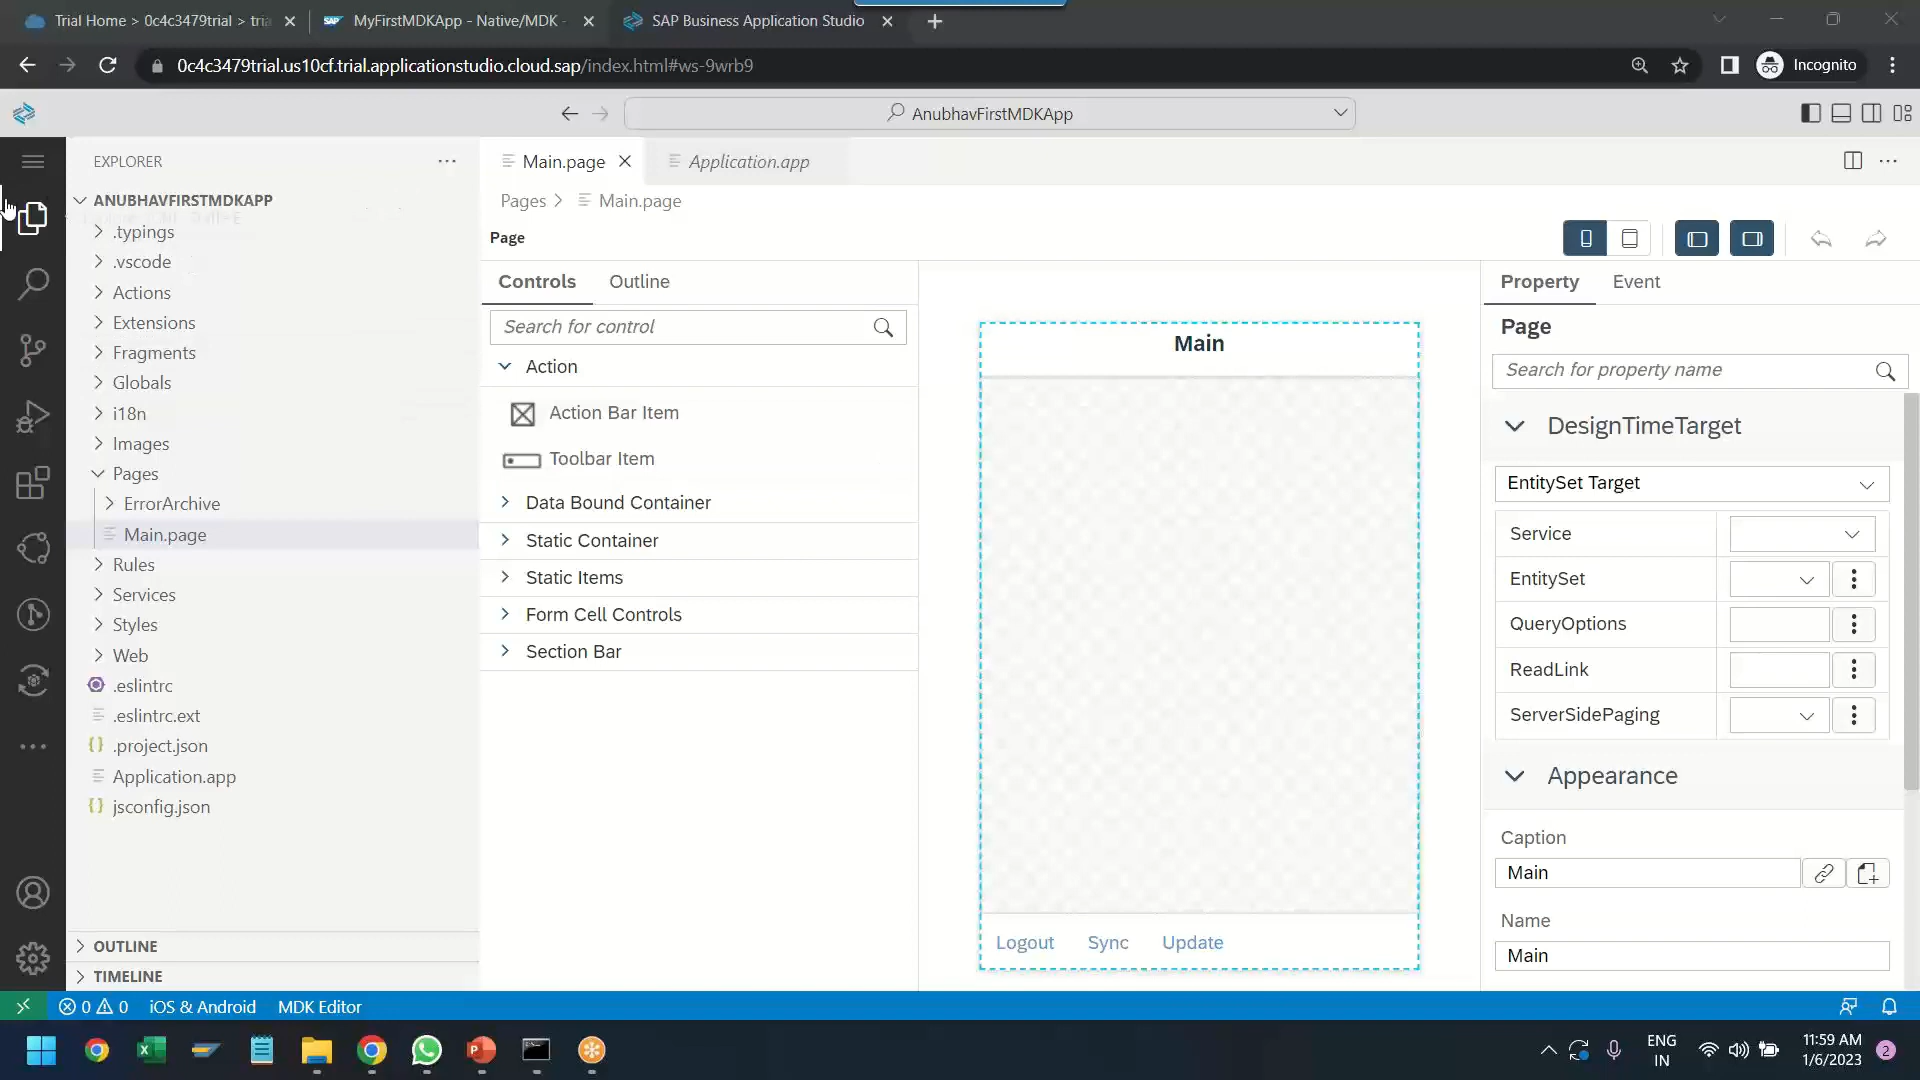 Trial Home > 0c4c3479trial > tria
MyFirstMDKApp - Native/MDK -
SAP Business Application Studio
0c4c3479trial.us10cf.trial.applicationstudio.cloud.sap/index.html#ws-9wrb9
Incognito
AnubhavFirstMDKApp
EXPLORER
ANUBHAVFIRSTMDKAPP
.typings
.vscode
Actions
Extensions
Fragments
Globals
i18n
Images
Pages
ErrorArchive
Main.page
Rules
Services
Styles
Web
.eslintrc
.eslintrc.ext
.project.json
Application.app
jsconfig.json
OUTLINE
TIMELINE
Main.page
Application.app
Pages > Main.page
Page
Controls
Outline
Search for control
Action
Action Bar Item
Toolbar Item
Data Bound Container
Static Container
Static Items
Form Cell Controls
Section Bar
Main
Logout
Sync
Update
Property
Event
Page
Search for property name
DesignTimeTarget
EntitySet Target
Service
EntitySet
QueryOptions
ReadLink
ServerSidePaging
Appearance
Caption
Main
Name
Main
0 0
iOS & Android
MDK Editor
ENG
IN
11:59 AM
1/6/2023
2